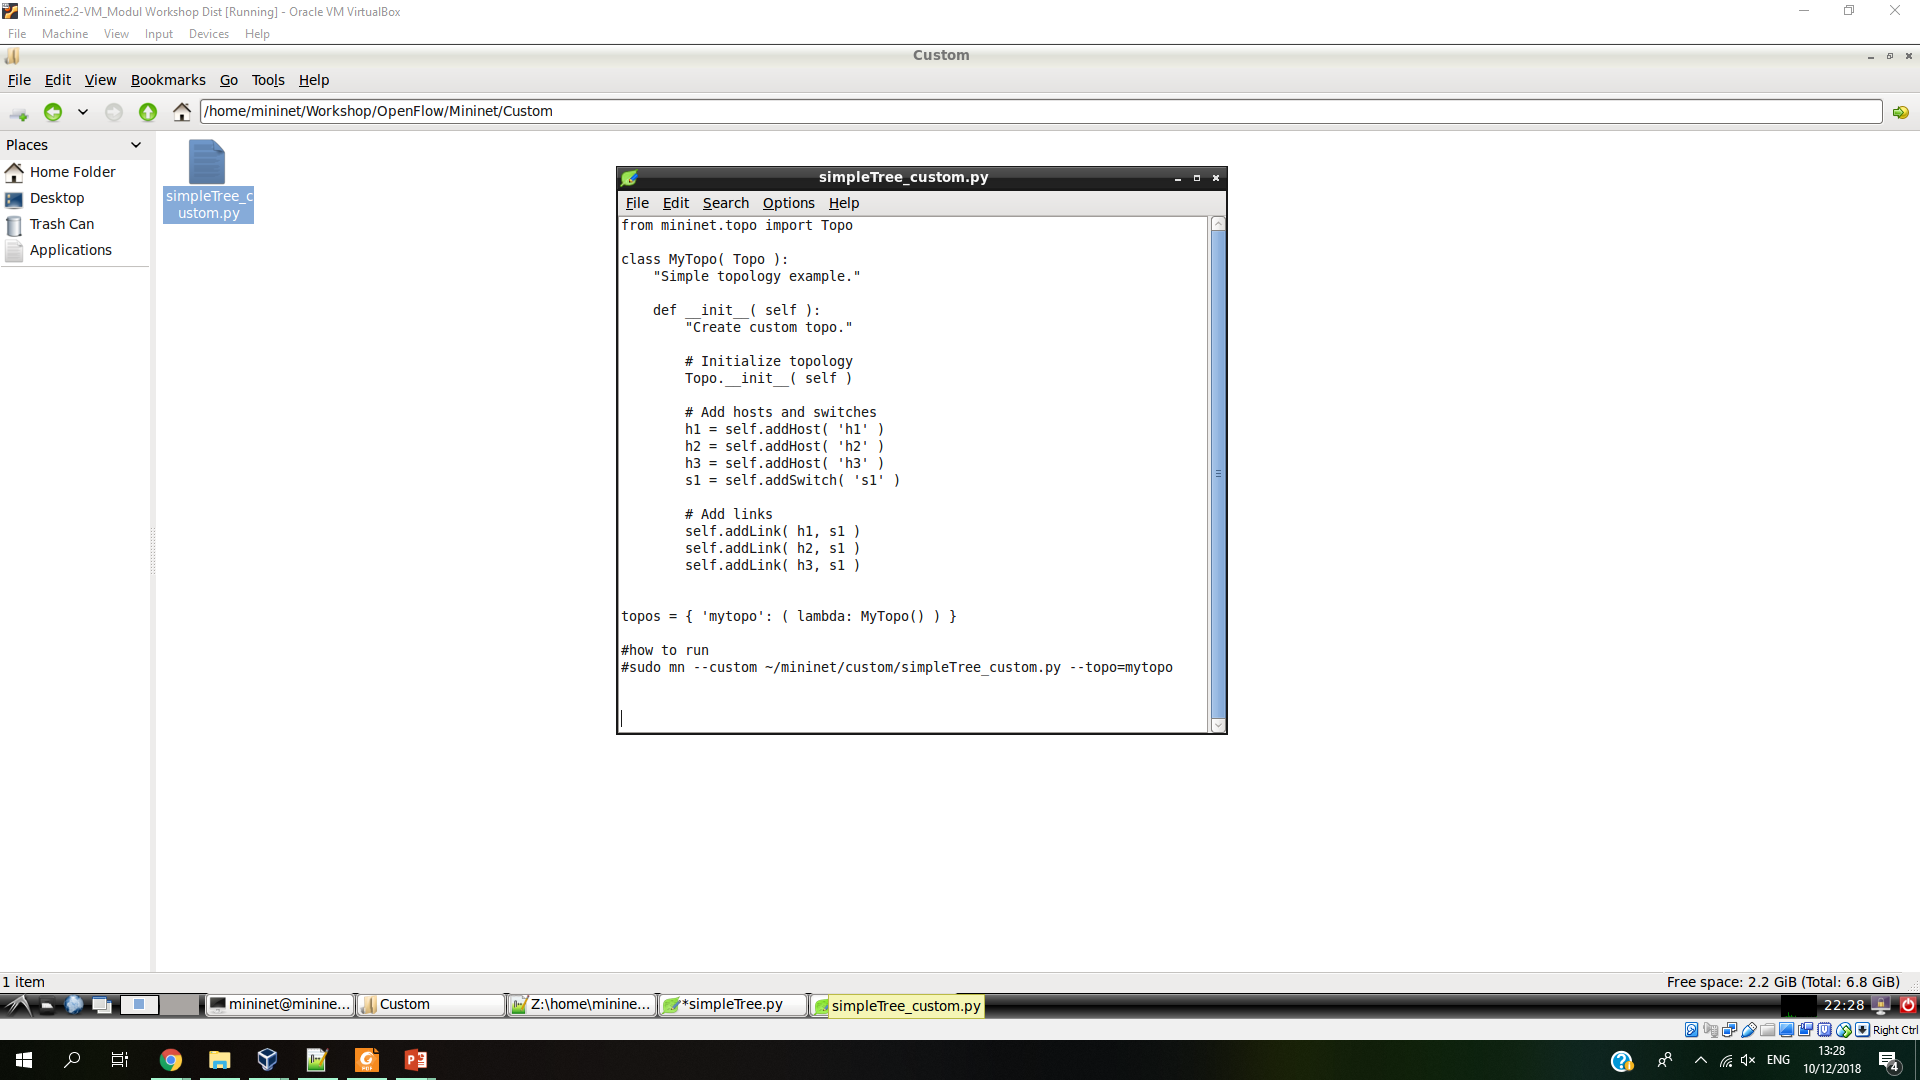 Mininet2.2-VM_Modul Workshop Dist [Running] - Oracle VM VirtualBox
File Machine View Input Devices Help
Custom
File Edit View Bookmarks Go Tools Help
/home/mininet/Workshop/OpenFlow/Mininet/Custom
Places
Home Folder
Desktop
Trash Can
Applications
simpleTree_c
ustom.py
simpleTree_custom.py
File Edit Search Options Help
from mininet.topo import Topo
class MyTopo( Topo ):
    "Simple topology example."
    def __init__( self ):
        "Create custom topo."
        # Initialize topology
        Topo.__init__( self )
        # Add hosts and switches
        h1 = self.addHost( 'h1' )
        h2 = self.addHost( 'h2' )
        h3 = self.addHost( 'h3' )
        s1 = self.addSwitch( 's1' )
        # Add links
        self.addLink( h1, s1 )
        self.addLink( h2, s1 )
        self.addLink( h3, s1 )
topos = { 'mytopo': ( lambda: MyTopo() ) }
#how to run
#sudo mn --custom ~/mininet/custom/simpleTree_custom.py --topo=mytopo
1 item
Free space: 2.2 GiB (Total: 6.8 GiB)
mininet@minine...
Custom
Z:\home\minine...
*simpleTree.py
simpleTree_custom.py
22:28
Right Ctrl
ENG
13:28
10/12/2018
4